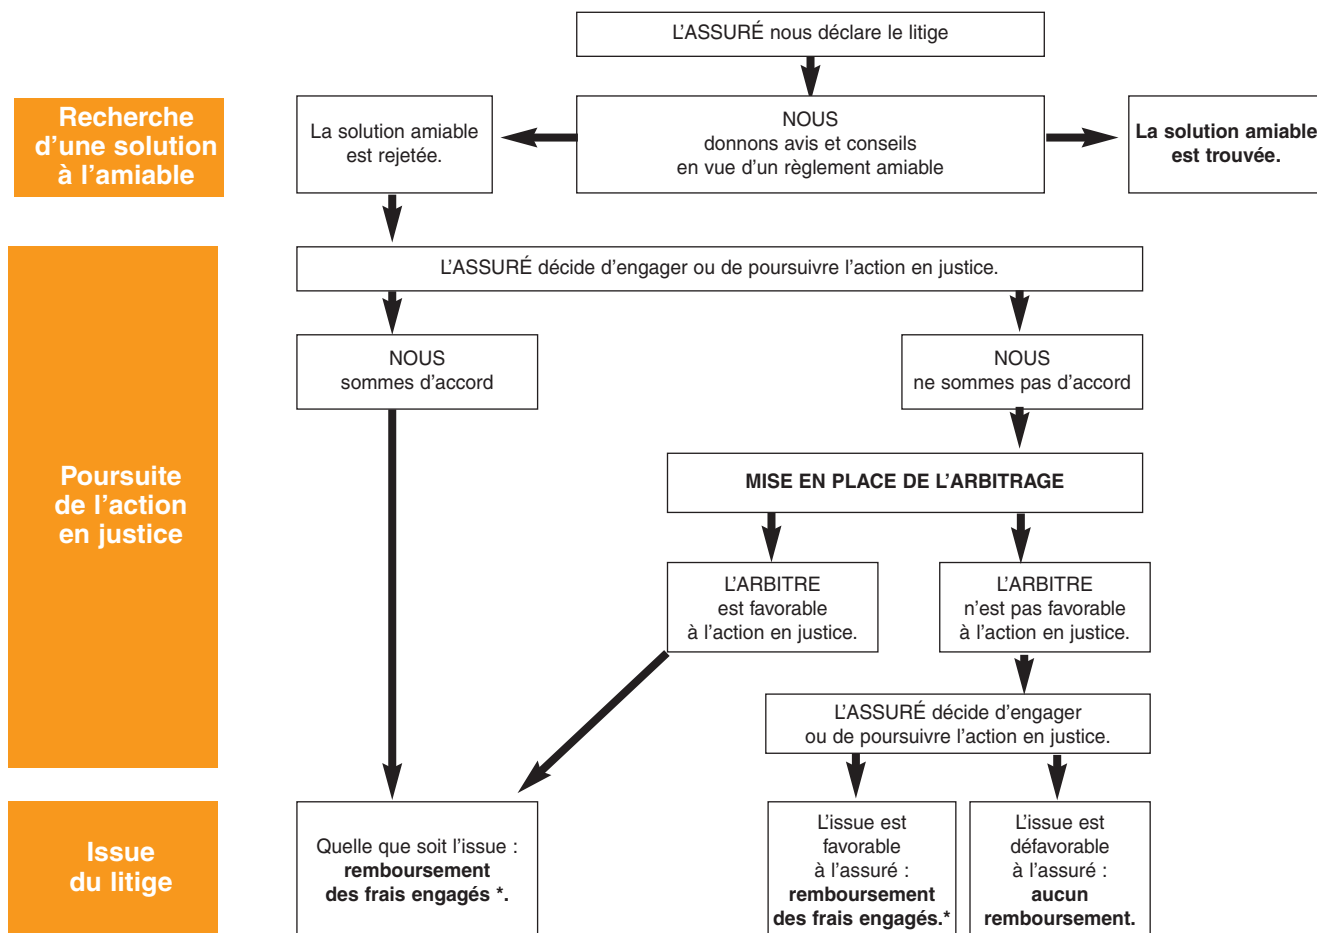 L’ASSURÉ nous déclare le litige
Recherche
d’une solution
à l’amiable
La solution amiable
est rejetée.
NOUS
donnons avis et conseils
en vue d’un règlement amiable
La solution amiable
est trouvée.
L’ASSURÉ décide d’engager ou de poursuivre l’action en justice.
Poursuite
de l’action
en justice
NOUS
sommes d’accord
NOUS
ne sommes pas d’accord
MISE EN PLACE DE L’ARBITRAGE
L’ARBITRE
est favorable
à l’action en justice.
L’ARBITRE
n’est pas favorable
à l’action en justice.
L’ASSURÉ décide d’engager
ou de poursuivre l’action en justice.
Issue
du litige
Quelle que soit l’issue :
remboursement
des frais engagés *.
L’issue est
favorable
à l’assuré :
remboursement
des frais engagés.*
L’issue est
défavorable
à l’assuré :
aucun
remboursement.